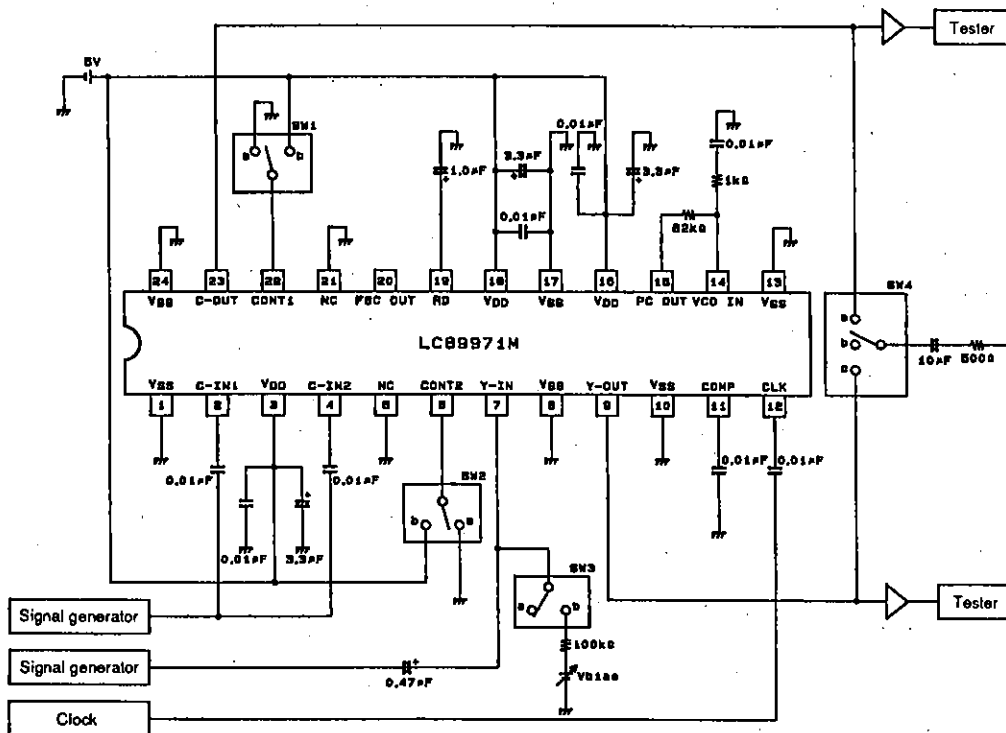 Tester
5V
SW1
a
b
1.0µF
3.3µF
0.01µF
0.01µF
3.3µF
0.01µF
1kΩ
82kΩ
24 23 22 21 20 19 18 17 16 15 14 13
VSS C-OUT CONT1 NC FSC OUT RD VDD VSS VDD PC OUT VCO IN VSS
LC89971M
SW4
a
b
c
10µF
500Ω
VSS C-IN1 VDD C-IN2 NC CONT2 Y-IN VSS Y-OUT VSS COMP CLK
1 2 3 4 5 6 7 8 9 10 11 12
0.01µF
0.01µF
3.3µF
0.01µF
SW2
b
a
0.01µF
0.01µF
SW3
a
b
100kΩ
Vbias
Signal generator
Signal generator
0.47µF
Clock
Tester